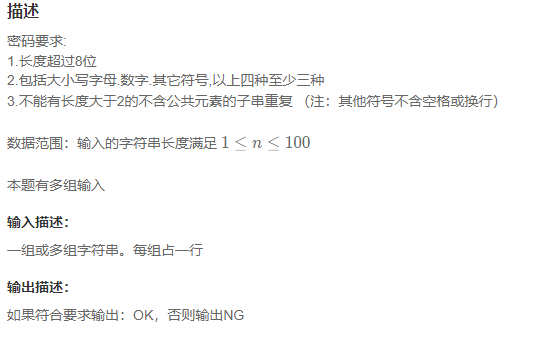 描述
密码要求:
1.长度超过8位
2.包括大小写字母.数字.其它符号,以上四种至少三种
3.不能有长度大于2的不含公共元素的子串重复 （注：其他符号不含空格或换行）
数据范围：输入的字符串长度满足 1 ≤ n ≤ 100
本题有多组输入
输入描述：
一组或多组字符串。每组占一行
输出描述：
如果符合要求输出：OK，否则输出NG